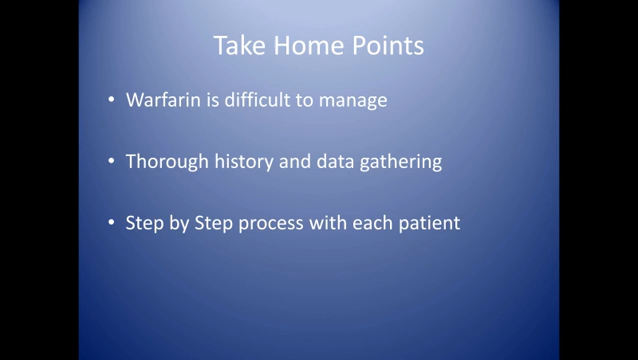 Take Home Points
• Warfarin is difficult to manage
• Thorough history and data gathering
• Step by Step process with each patient